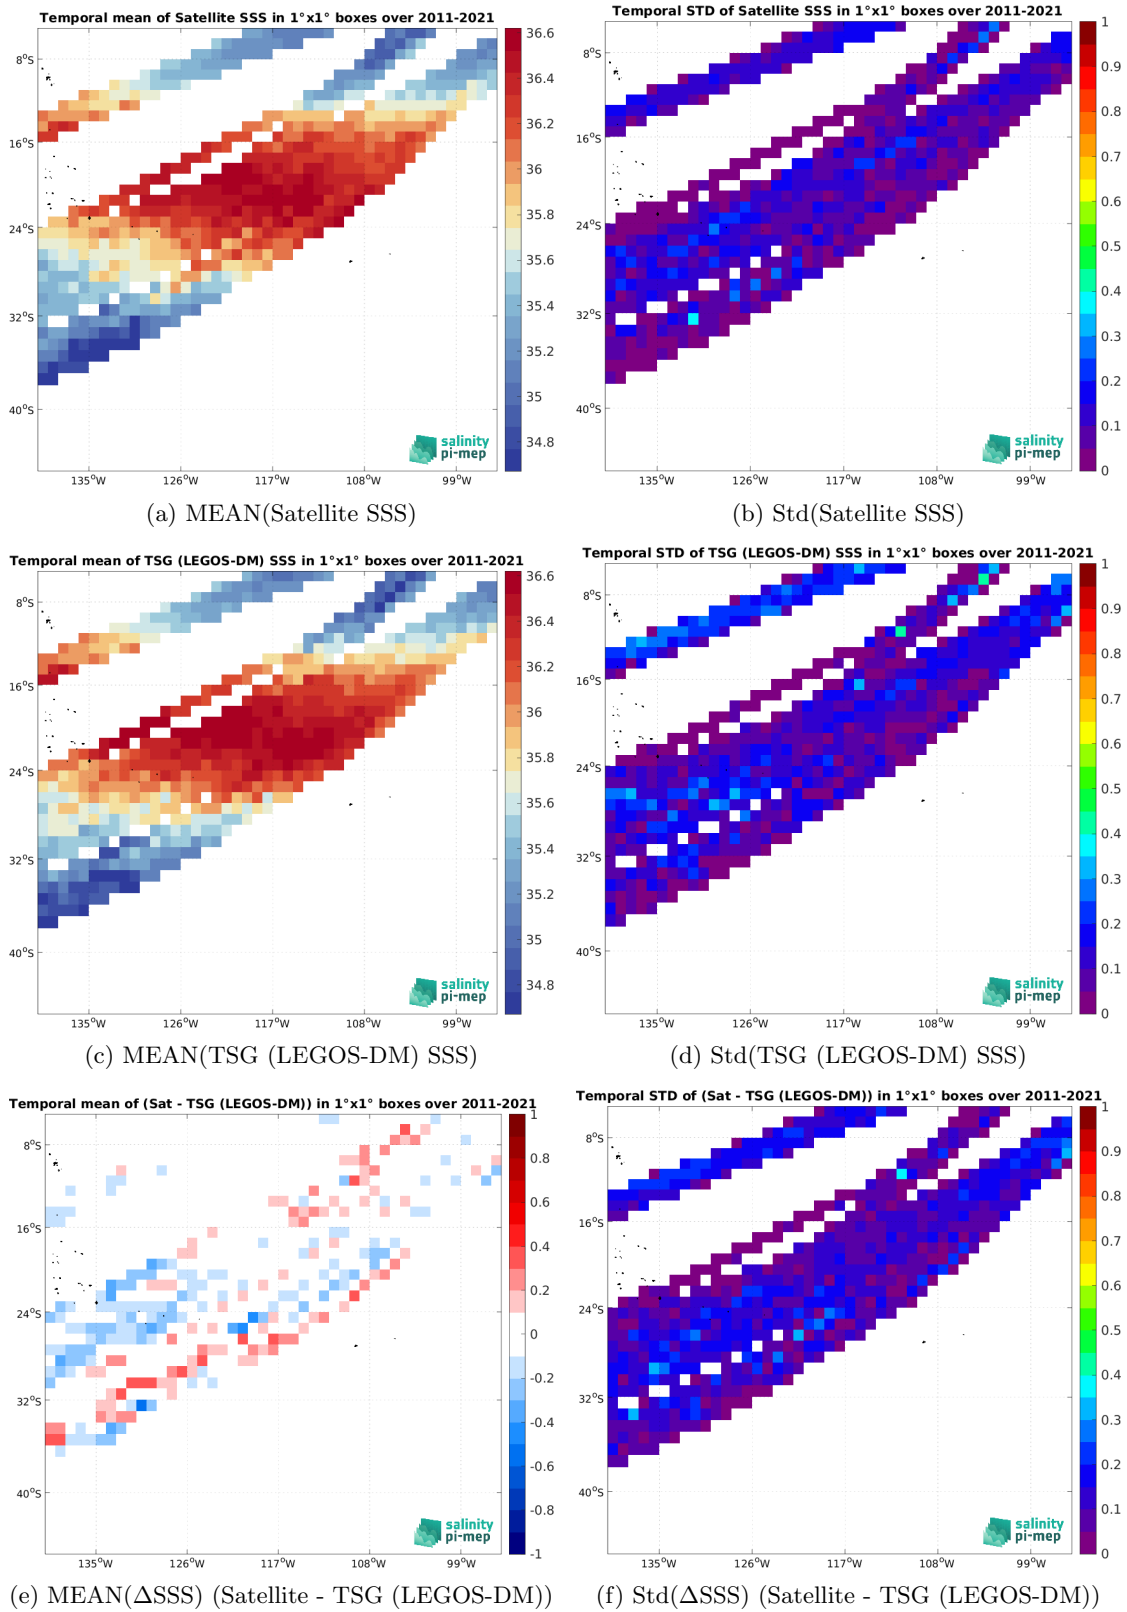 Temporal mean of Satellite SSS in 1°x1° boxes over 2011-2021
8°S
16°S
24°S
32°S
40°S
135°W 126°W 117°W 108°W 99°W
36.6
36.4
36.2
36
35.8
35.6
35.4
35.2
35
34.8
salinity
pi-mep
(a) MEAN(Satellite SSS)
Temporal STD of Satellite SSS in 1°x1° boxes over 2011-2021
8°S
16°S
24°S
32°S
40°S
135°W 126°W 117°W 108°W 99°W
1
0.9
0.8
0.7
0.6
0.5
0.4
0.3
0.2
0.1
0
salinity
pi-mep
(b) Std(Satellite SSS)
Temporal mean of TSG (LEGOS-DM) SSS in 1°x1° boxes over 2011-2021
8°S
16°S
24°S
32°S
40°S
135°W 126°W 117°W 108°W 99°W
36.6
36.4
36.2
36
35.8
35.6
35.4
35.2
35
34.8
salinity
pi-mep
(c) MEAN(TSG (LEGOS-DM) SSS)
Temporal STD of TSG (LEGOS-DM) SSS in 1°x1° boxes over 2011-2021
8°S
16°S
24°S
32°S
40°S
135°W 126°W 117°W 108°W 99°W
1
0.9
0.8
0.7
0.6
0.5
0.4
0.3
0.2
0.1
0
salinity
pi-mep
(d) Std(TSG (LEGOS-DM) SSS)
Temporal mean of (Sat - TSG (LEGOS-DM)) in 1°x1° boxes over 2011-2021
8°S
16°S
24°S
32°S
40°S
135°W 126°W 117°W 108°W 99°W
1
0.8
0.6
0.4
0.2
0
-0.2
-0.4
-0.6
-0.8
-1
salinity
pi-mep
(e) MEAN(ΔSSS) (Satellite - TSG (LEGOS-DM))
Temporal STD of (Sat - TSG (LEGOS-DM)) in 1°x1° boxes over 2011-2021
8°S
16°S
24°S
32°S
40°S
135°W 126°W 117°W 108°W 99°W
1
0.9
0.8
0.7
0.6
0.5
0.4
0.3
0.2
0.1
0
salinity
pi-mep
(f) Std(ΔSSS) (Satellite - TSG (LEGOS-DM))